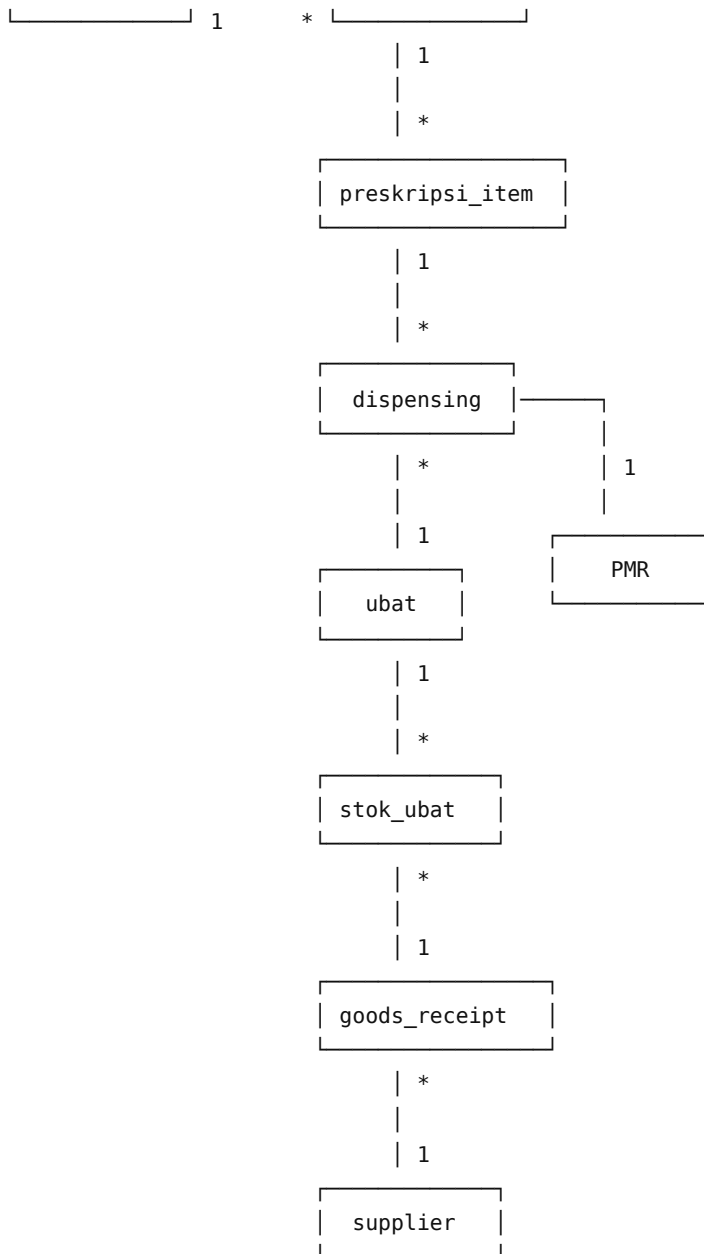 1 *
1
*
preskripsi_item
1
*
dispensing
* 1
1
PMR
ubat
1
*
stok_ubat
*
1
goods_receipt
*
1
supplier